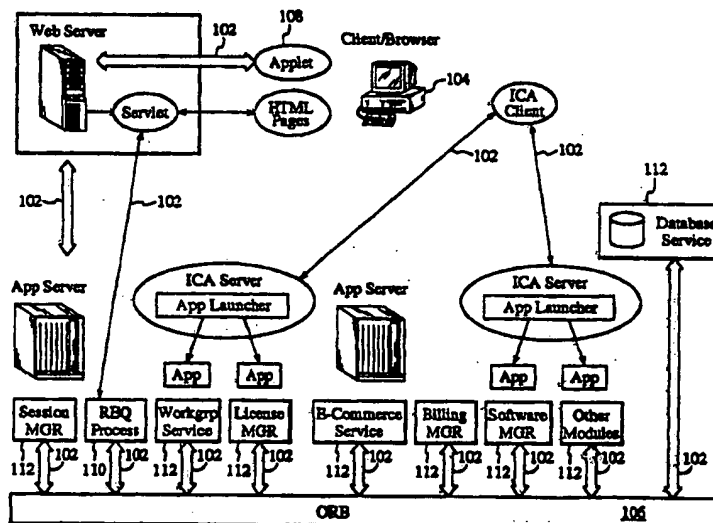 Web Server
102
108
Applet
Client/Browser
104
Servlet
HTML
Pages
ICA
Client
102
102
102
102
112
Database
Service
ICA Server
App Launcher
ICA Server
App Launcher
App Server
App Server
App
App
App
App
Session
MGR
RBQ
Process
Workgrp
Service
License
MGR
E-Commerce
Service
Billing
MGR
Software
MGR
Other
Modules
112
102
110
102
112
102
112
102
112
102
112
102
112
102
112
102
102
ORB
106